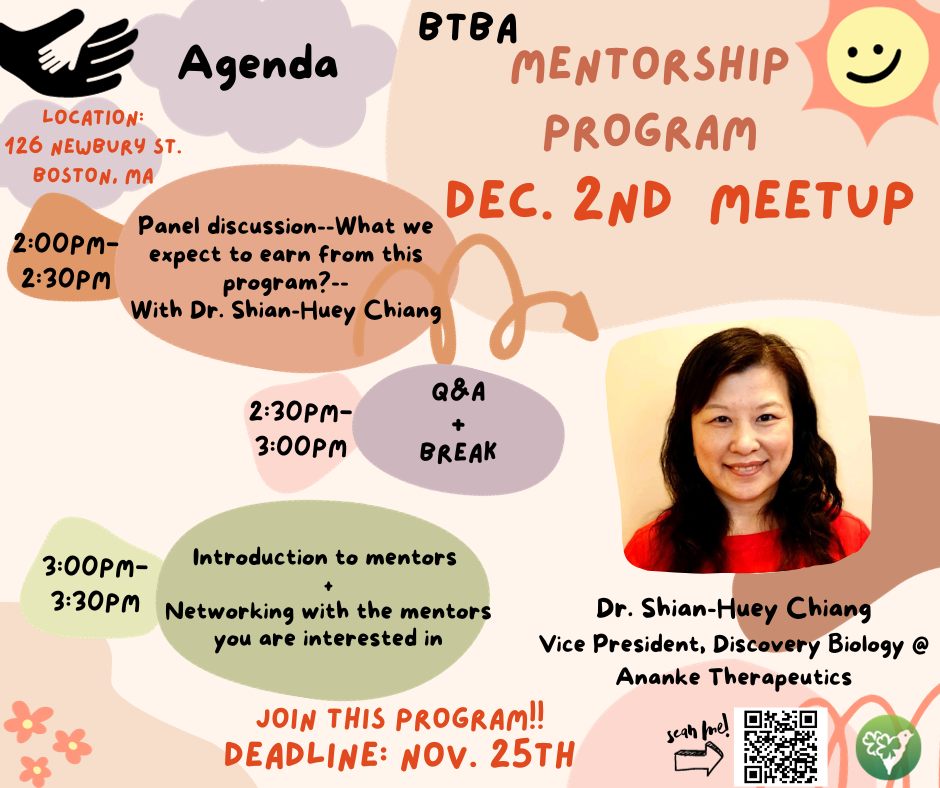 Agenda
BTBA
MENTORSHIP
PROGRAM
DEC. 2ND MEETUP
LOCATION:
126 NEWBURY ST.
BOSTON, MA
2:00PM-
2:30PM
Panel discussion--What we
expect to earn from this
program?--
With Dr. Shian-Huey Chiang
2:30PM-
3:00PM
Q&A
+
BREAK
3:00PM-
3:30PM
Introduction to mentors
+
Networking with the mentors
you are interested in
Dr. Shian-Huey Chiang
Vice President, Discovery Biology @
Ananke Therapeutics
JOIN THIS PROGRAM!!
DEADLINE: NOV. 25TH
scan me!